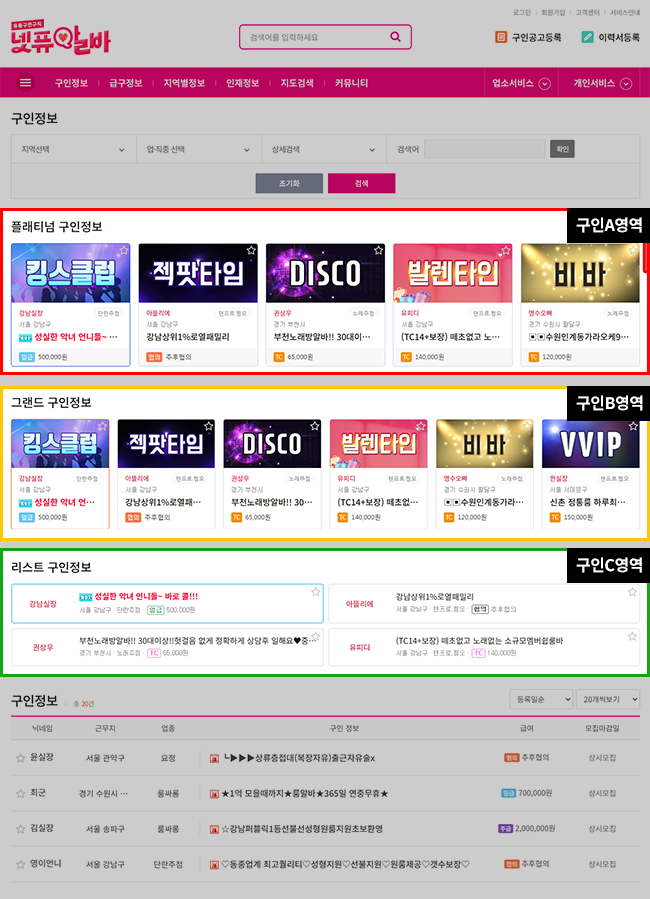 로그인 회원가입 고객센터 서비스안내
유흥구인구직
넷퓨알바
검색어를 입력하세요
구인공고등록 이력서등록
구인정보 급구정보 지역별정보 인재정보 지도검색 커뮤니티 업소서비스 개인서비스
구인정보
지역선택 업·직종 선택 상세검색 검색어 확인
초기화 검색
플래티넘 구인정보 구인A영역
킹스클럽 잭팟타임 DISCO 발렌타인 비바
강남실장 단란주점 아뜰리에 텐프로.쩜오 권상우 노래주점 유피디 텐프로.쩜오 영수오빠 노래주점
서울 강남구 서울 강남구 경기 부천시 서울 강남구 경기 수원시 팔달구
성실한 악녀 언니들~ … 강남상위1%로열패밀리 부천노래방알바!! 30대이… (TC14+보장) 떼초없고 노… ▣▣수원인계동가라오케9…
일급 500,000원 협의 추후협의 TC 65,000원 TC 140,000원 TC 120,000원
그랜드 구인정보 구인B영역
킹스클럽 잭팟타임 DISCO 발렌타인 비바 VVIP
강남실장 단란주점 아뜰리에 텐프로.쩜오 권상우 노래주점 유피디 텐프로.쩜오 영수오빠 노래주점 한실장 텐프로.쩜오
서울 강남구 서울 강남구 경기 부천시 서울 강남구 경기 수원시 팔달구 서울 서대문구
성실한 악녀 언… 강남상위1%로열패… 부천노래방알바!! 30… (TC14+보장) 떼초없… ▣▣수원인계동가라… 신촌 정통룸 하루최…
일급 500,000원 협의 추후협의 TC 65,000원 TC 140,000원 TC 120,000원 TC 150,000원
리스트 구인정보 구인C영역
강남실장 성실한 악녀 언니들~ 바로 콜!!! 아뜰리에 강남상위1%로열패밀리
서울 강남구 · 단란주점 · 일급 500,000원 서울 강남구 · 텐프로.쩜오 · 협의 추후협의
권상우 부천노래방알바!! 30대이상!!헛걸음 없게 정확하게 상담후 일해요♥중… 유피디 (TC14+보장) 떼초없고 노래없는 소규모멤버쉽룸바
경기 부천시 · 노래주점 · TC 65,000원 서울 강남구 · 텐프로.쩜오 · TC 140,000원
구인정보 총 20건 등록일순 20개씩보기
닉네임 근무지 업종 구인 정보 급여 모집마감일
윤실장 서울 관악구 요정 ┗▶▶▶상류층접대(복장자유)출근자유술x 협의 추후협의 상시모집
최군 경기 수원시 … 룸싸롱 ★1억 모을때까지★룸알바★365일 연중무휴★ 일급 700,000원 상시모집
김실장 서울 송파구 룸싸롱 ☆강남퍼블릭1등선불선성형원룸지원초보환영 주급 2,000,000원 상시모집
영이언니 서울 강남구 단란주점 ♡동종업계 최고퀄리티♡성형지원♡선불지원♡원룸제공♡갯수보장♡ 협의 추후협의 상시모집